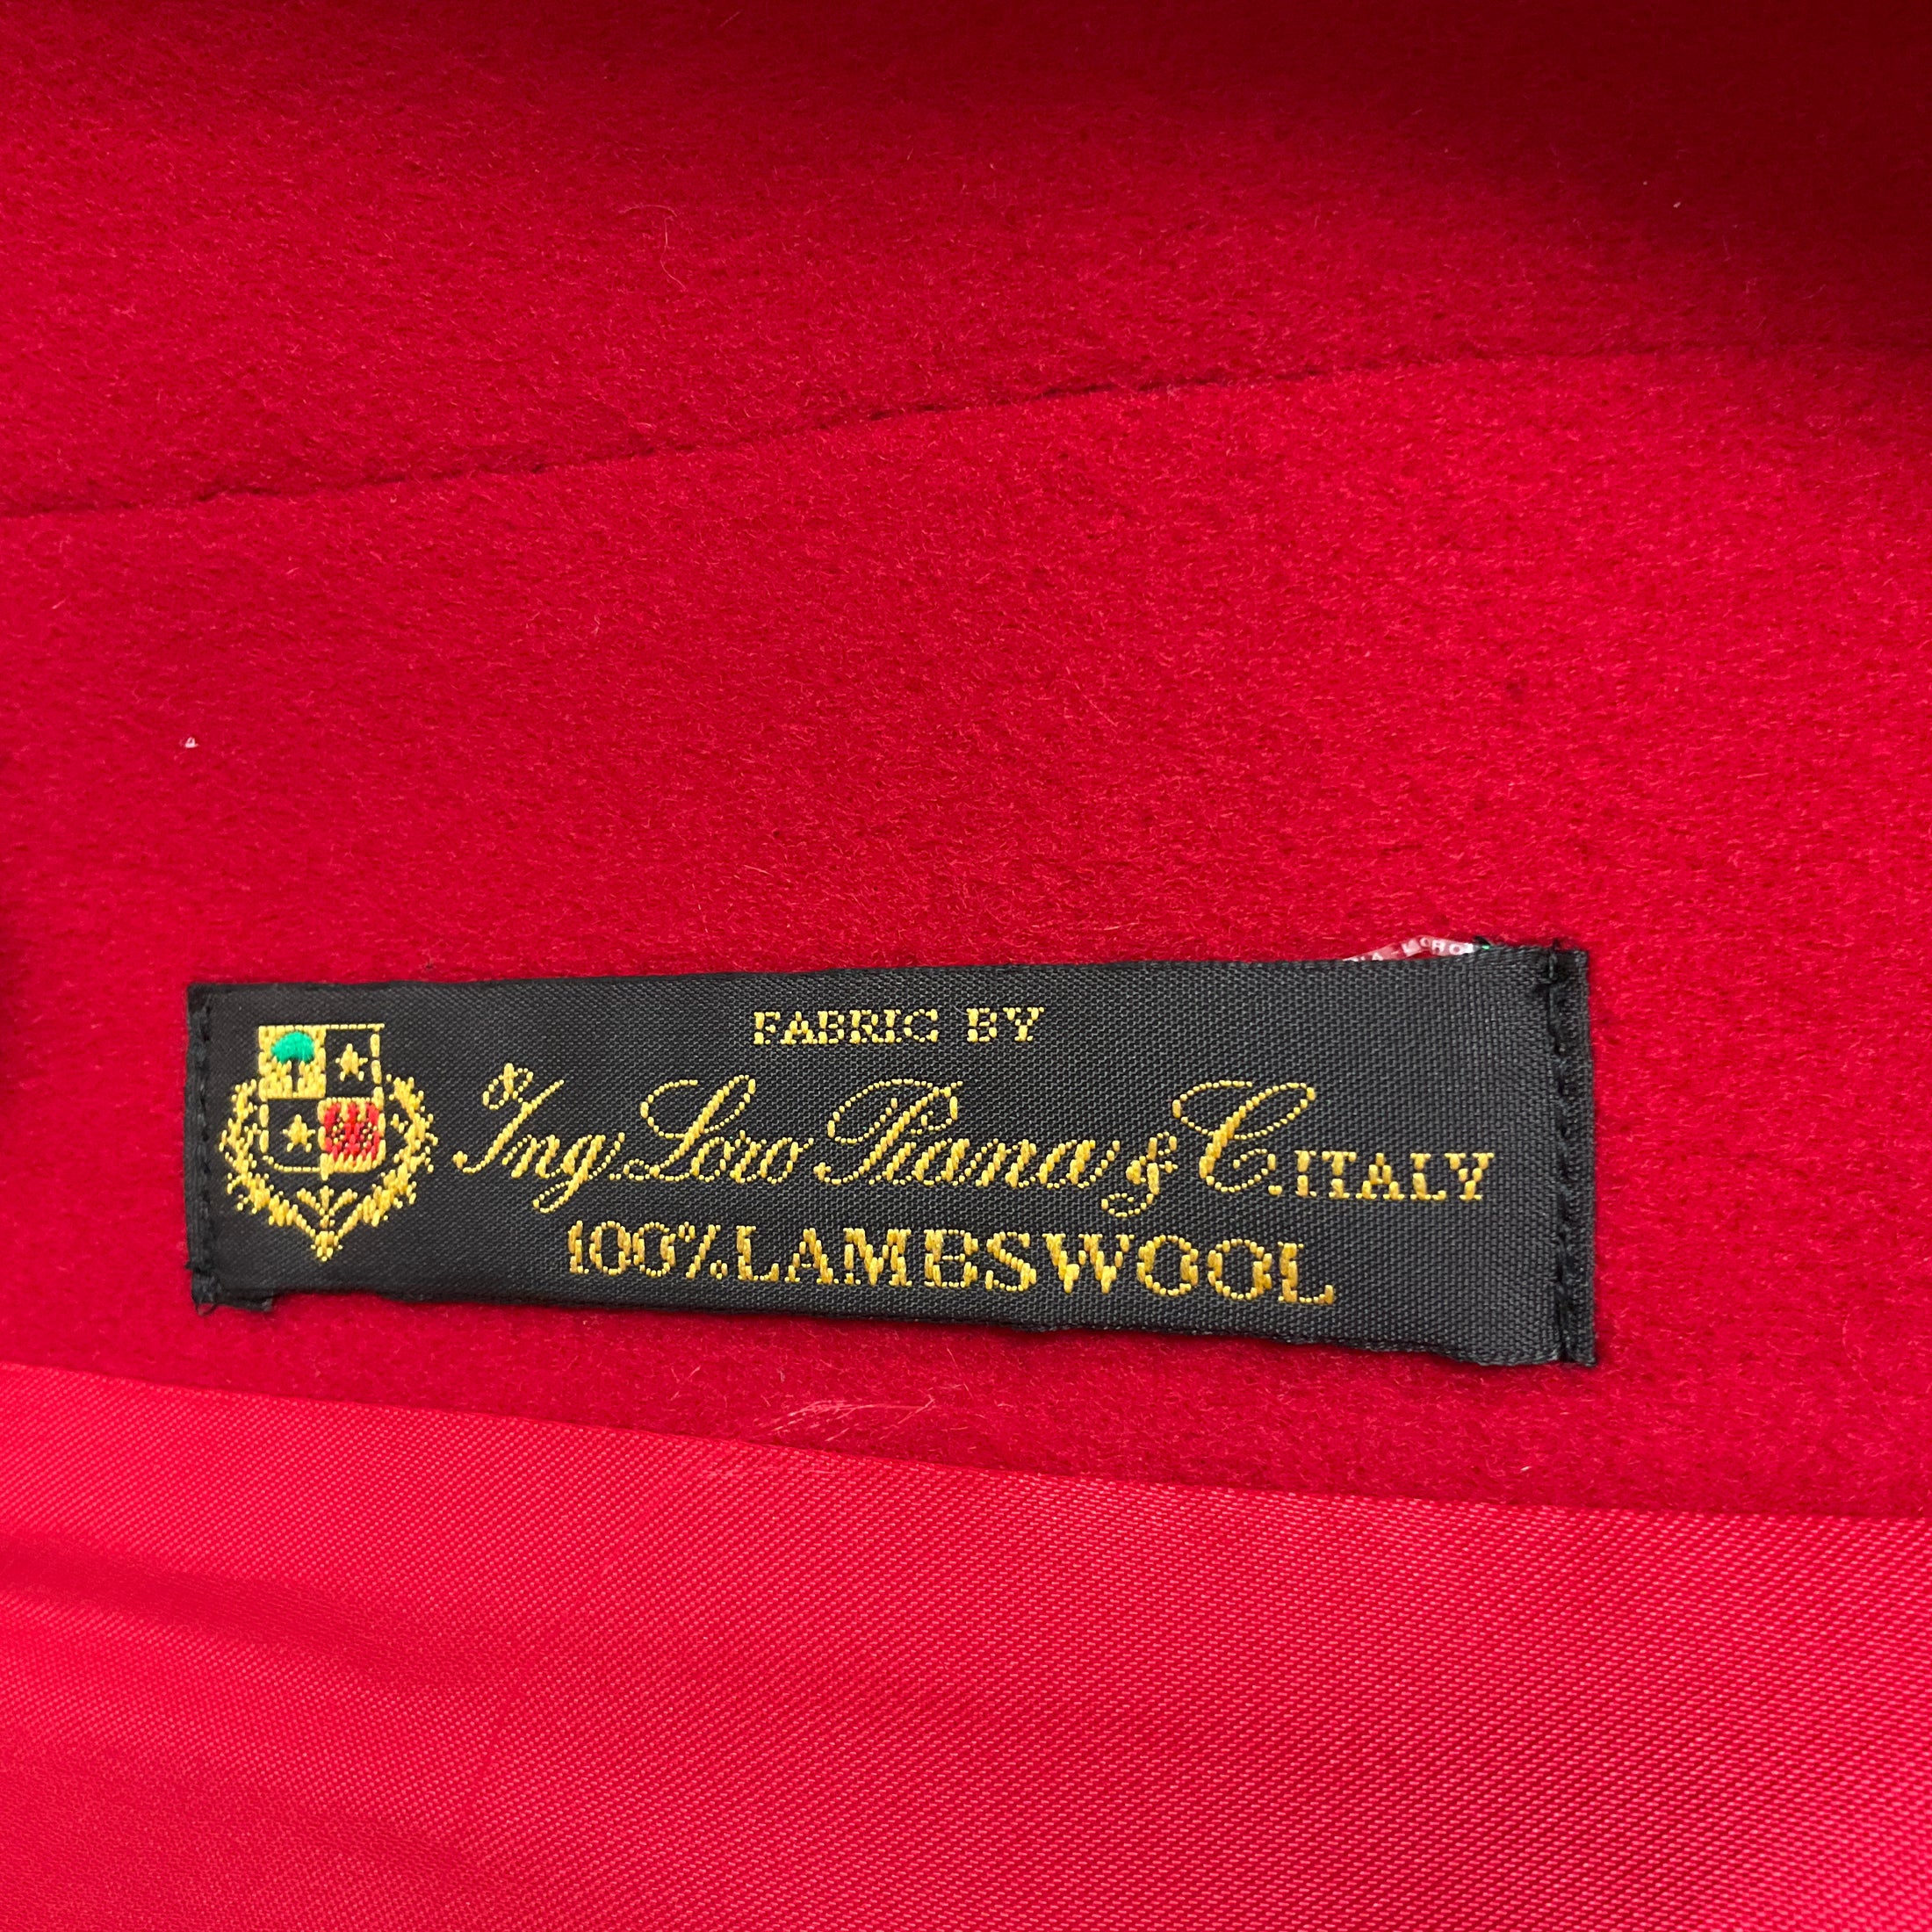 FABRIC BY
Ing. Loro Piana & C. ITALY
100% LAMBSWOOL